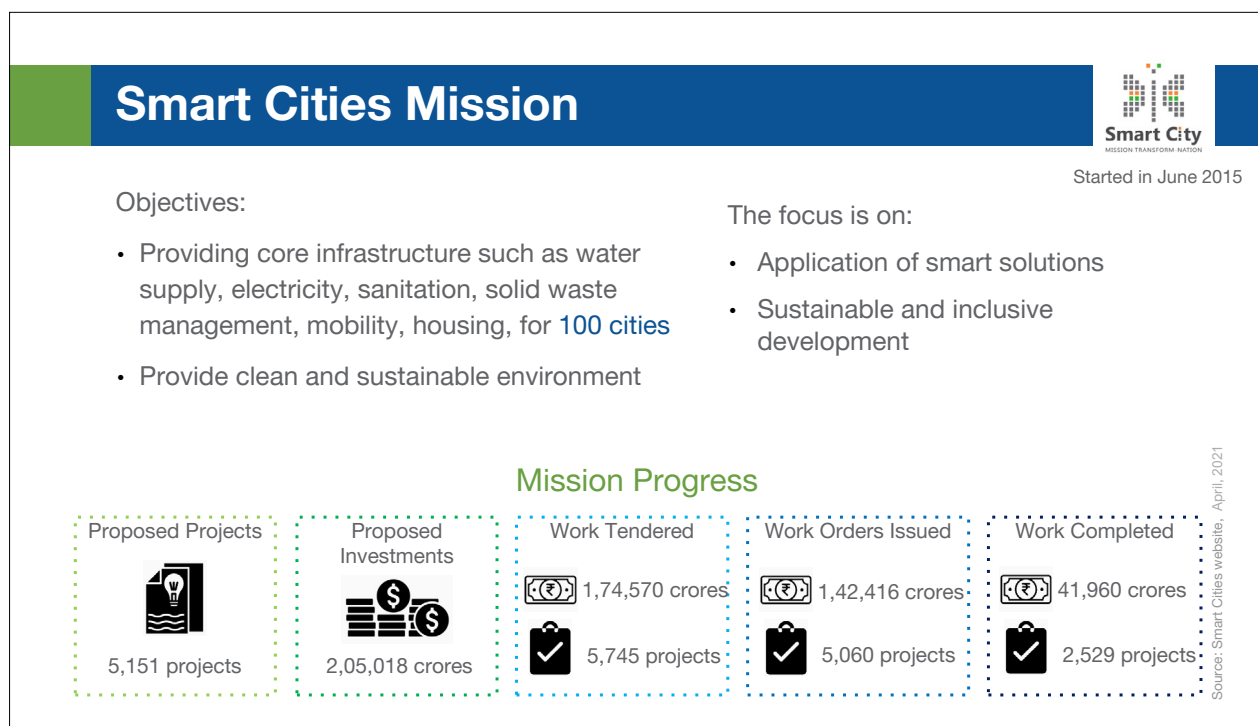 Smart Cities Mission
Smart City
MISSION TRANSFORM-NATION
Started in June 2015
Objectives:
• Providing core infrastructure such as water
supply, electricity, sanitation, solid waste
management, mobility, housing, for 100 cities
• Provide clean and sustainable environment
The focus is on:
• Application of smart solutions
• Sustainable and inclusive
development
Mission Progress
Proposed Projects
5,151 projects
Proposed
Investments
2,05,018 crores
Work Tendered
1,74,570 crores
5,745 projects
Work Orders Issued
1,42,416 crores
5,060 projects
Work Completed
41,960 crores
2,529 projects
Source: Smart Cities website, April, 2021